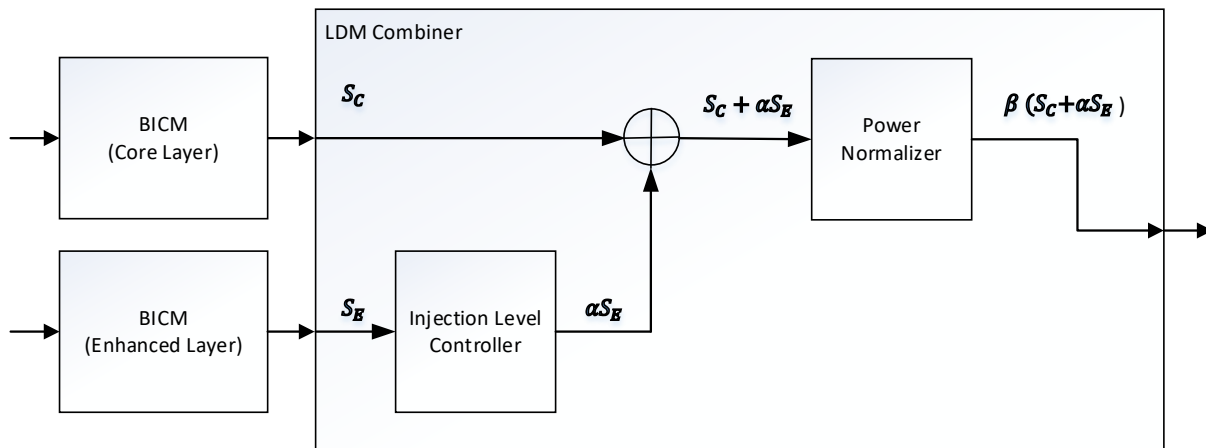 LDM Combiner
BICM
(Core Layer)
S_C
S_C + αS_E
Power
Normalizer
β (S_C+αS_E )
BICM
(Enhanced Layer)
S_E
Injection Level
Controller
αS_E